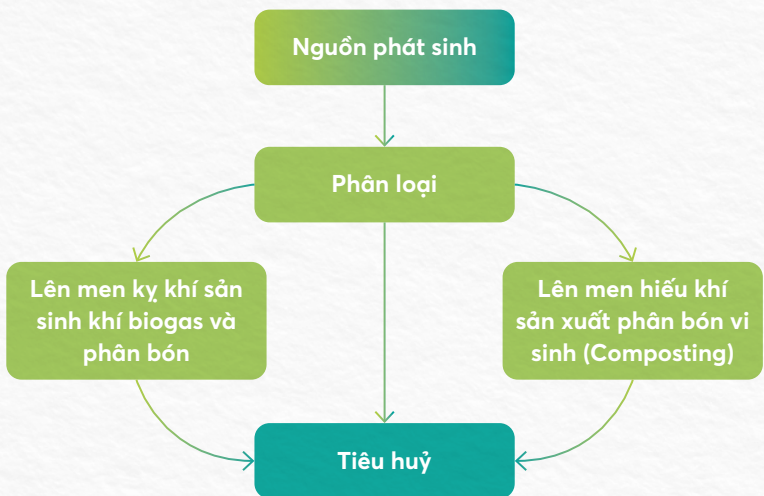 Nguồn phát sinh
Phân loại
Lên men kỵ khí sản
sinh khí biogas và
phân bón
Lên men hiếu khí
sản xuất phân bón vi
sinh (Composting)
Tiêu huỷ